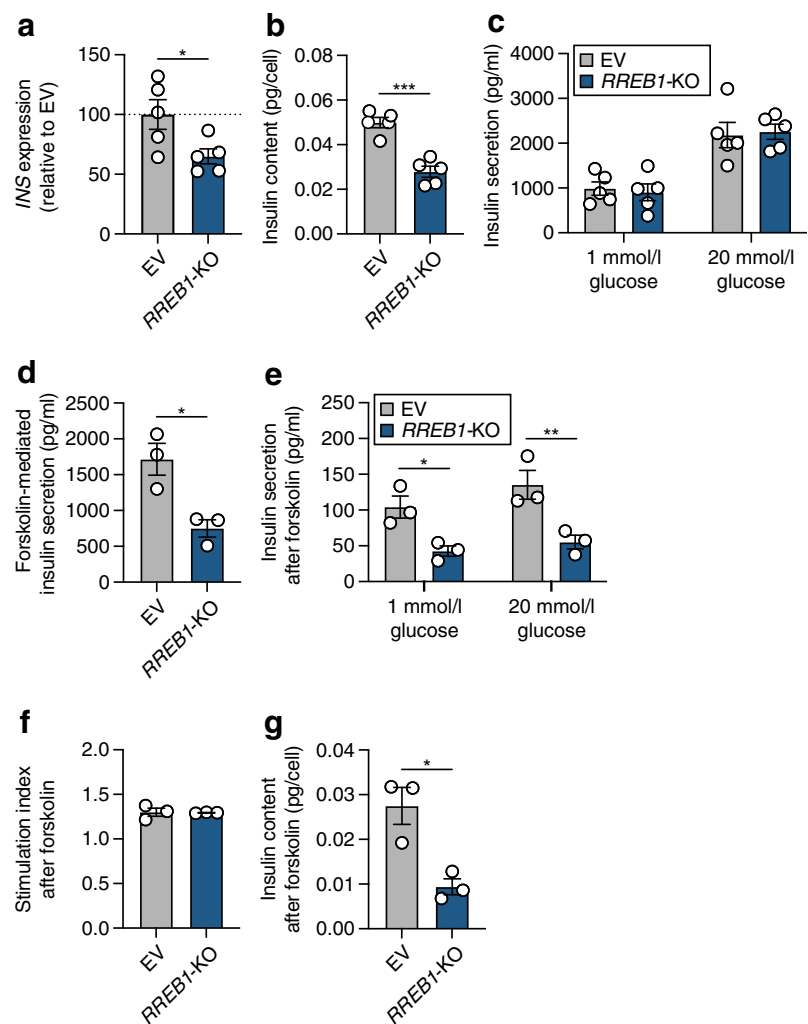 a
INS expression
(relative to EV)
150
100
50
0
*
EV
RREB1-KO
b
Insulin content (pg/cell)
0.08
0.06
0.04
0.02
0.00
***
EV
RREB1-KO
c
Insulin secretion (pg/ml)
4000
3000
2000
1000
0
EV
RREB1-KO
1 mmol/l
glucose
20 mmol/l
glucose
d
Forskolin-mediated
insulin secretion (pg/ml)
2500
2000
1500
1000
500
0
*
EV
RREB1-KO
e
Insulin secretion
after forskolin (pg/ml)
250
200
150
100
50
0
EV
RREB1-KO
*
**
1 mmol/l
glucose
20 mmol/l
glucose
f
Stimulation index
after forskolin
2.0
1.5
1.0
0.5
0.0
EV
RREB1-KO
g
Insulin content
after forskolin (pg/cell)
0.04
0.03
0.02
0.01
0.00
*
EV
RREB1-KO